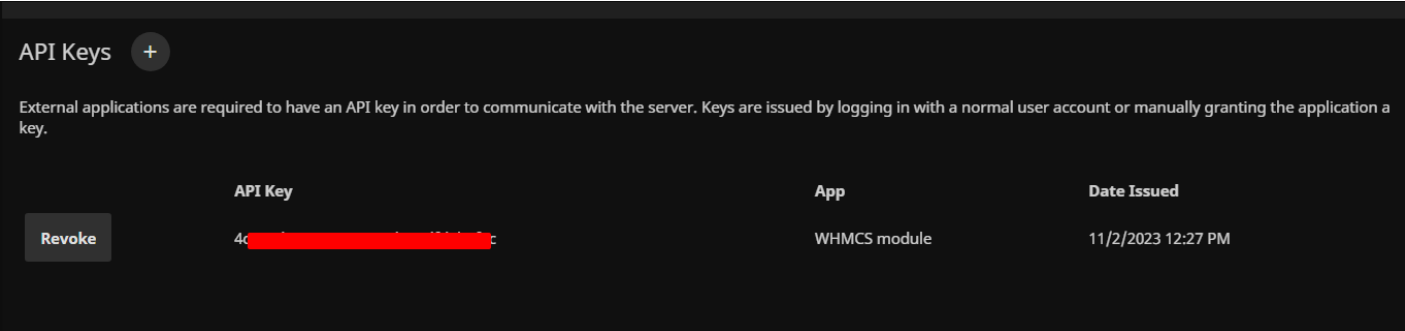 API Keys +
External applications are required to have an API key in order to communicate with the server. Keys are issued by logging in with a normal user account or manually granting the application a
key.
API Key App Date Issued
Revoke WHMCS module 11/2/2023 12:27 PM